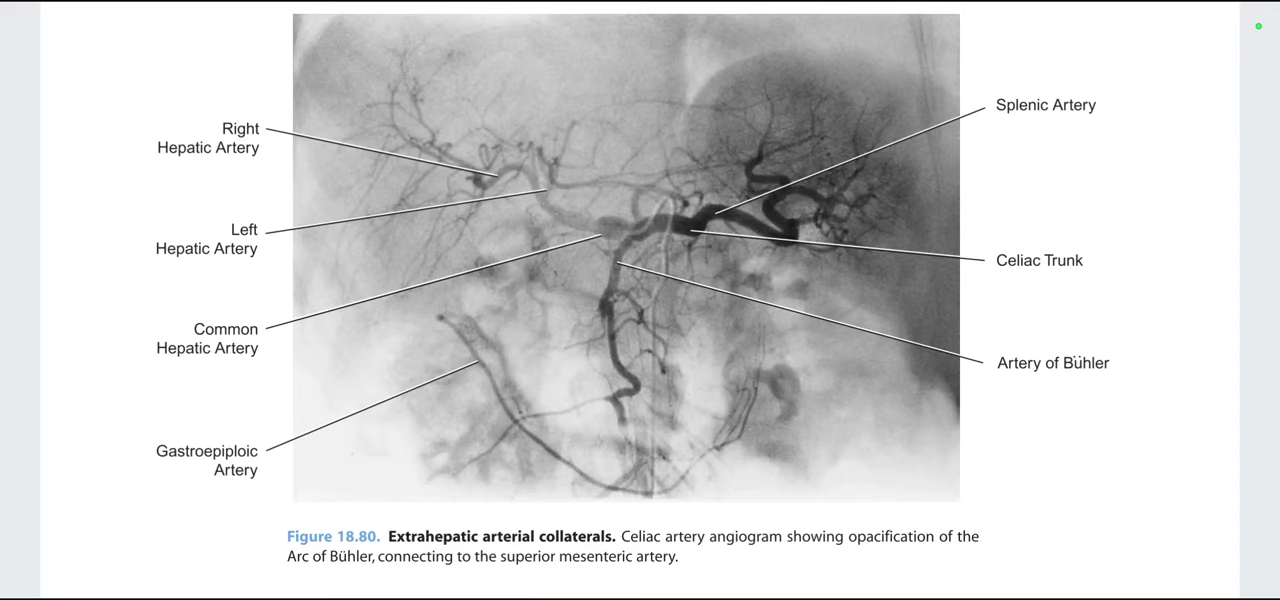 Splenic Artery
Right
Hepatic Artery
Left
Hepatic Artery
Celiac Trunk
Common
Hepatic Artery
Artery of Bühler
Gastroepiploic
Artery
Figure 18.80. Extrahepatic arterial collaterals. Celiac artery angiogram showing opacification of the
Arc of Bühler, connecting to the superior mesenteric artery.